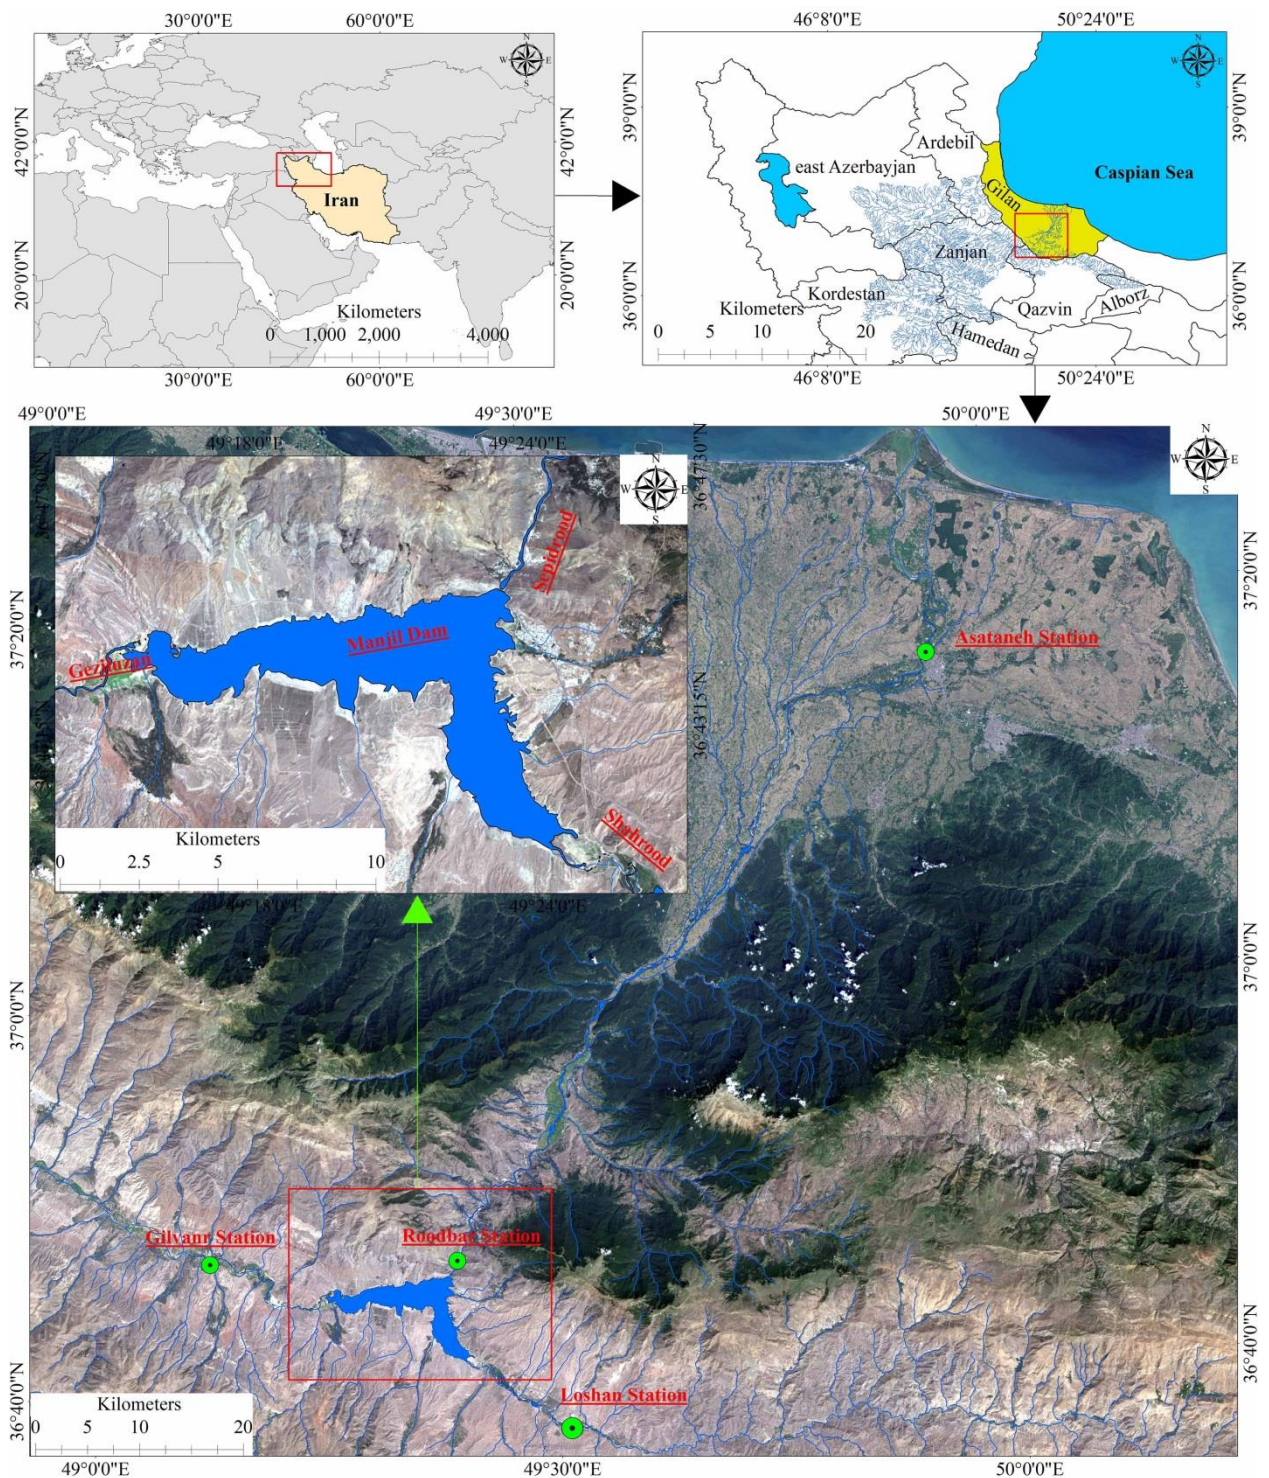 30°0'0"E
60°0'0"E
42°0'0"N
20°0'0"N
42°0'0"N
20°0'0"N
N
W
E
S
Iran
Kilometers
0
1,000
2,000
4,000
30°0'0"E
60°0'0"E
46°8'0"E
50°24'0"E
39°0'0"N
36°0'0"N
39°0'0"N
36°0'0"N
N
W
E
S
Ardebil
east Azerbayjan
Caspian Sea
Gilan
Zanjan
Kordestan
Qazvin
Alborz
Hamedan
Kilometers
0
5
10
20
46°8'0"E
50°24'0"E
49°0'0"E
49°30'0"E
50°0'0"E
49°18'0"E
49°24'0"E
36°47'30"N
N
W
E
S
N
W
E
S
Sepidrood
Manjil Dam
Shahrood
36°43'15"N
Kilometers
0
2.5
5
10
49°18'0"E
49°24'0"E
37°20'0"N
37°20'0"N
Asataneh Station
37°0'0"N
37°0'0"N
Gilvanr Station
Roodbar Station
Loshan Station
36°40'0"N
36°40'0"N
Kilometers
0
5
10
20
49°0'0"E
49°30'0"E
50°0'0"E